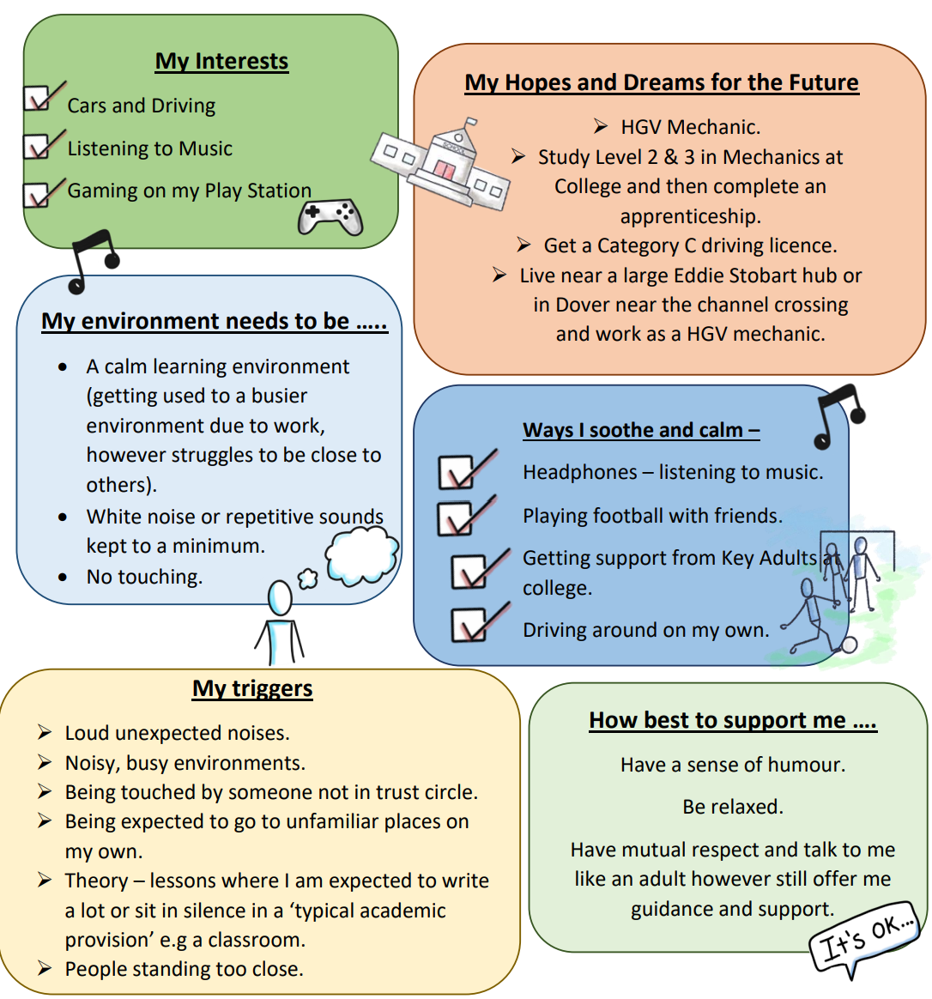 My Interests
Cars and Driving
Listening to Music
Gaming on my Play Station
My Hopes and Dreams for the Future
➢ HGV Mechanic.
➢ Study Level 2 & 3 in Mechanics at
College and then complete an
apprenticeship.
➢ Get a Category C driving licence.
➢ Live near a large Eddie Stobart hub or
in Dover near the channel crossing
and work as a HGV mechanic.
SCHOOL
My environment needs to be …..
• A calm learning environment
(getting used to a busier
environment due to work,
however struggles to be close to
others).
• White noise or repetitive sounds
kept to a minimum.
• No touching.
Ways I soothe and calm –
Headphones – listening to music.
Playing football with friends.
Getting support from Key Adults at
college.
Driving around on my own.
My triggers
➢ Loud unexpected noises.
➢ Noisy, busy environments.
➢ Being touched by someone not in trust circle.
➢ Being expected to go to unfamiliar places on
my own.
➢ Theory – lessons where I am expected to write
a lot or sit in silence in a ‘typical academic
provision’ e.g a classroom.
➢ People standing too close.
How best to support me ….
Have a sense of humour.
Be relaxed.
Have mutual respect and talk to me
like an adult however still offer me
guidance and support.
It's OK...